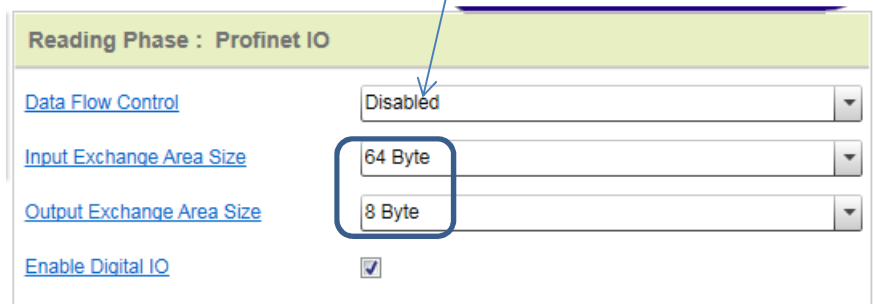 Reading Phase : Profinet IO
Data Flow Control Disabled
Input Exchange Area Size 64 Byte
Output Exchange Area Size 8 Byte
Enable Digital IO